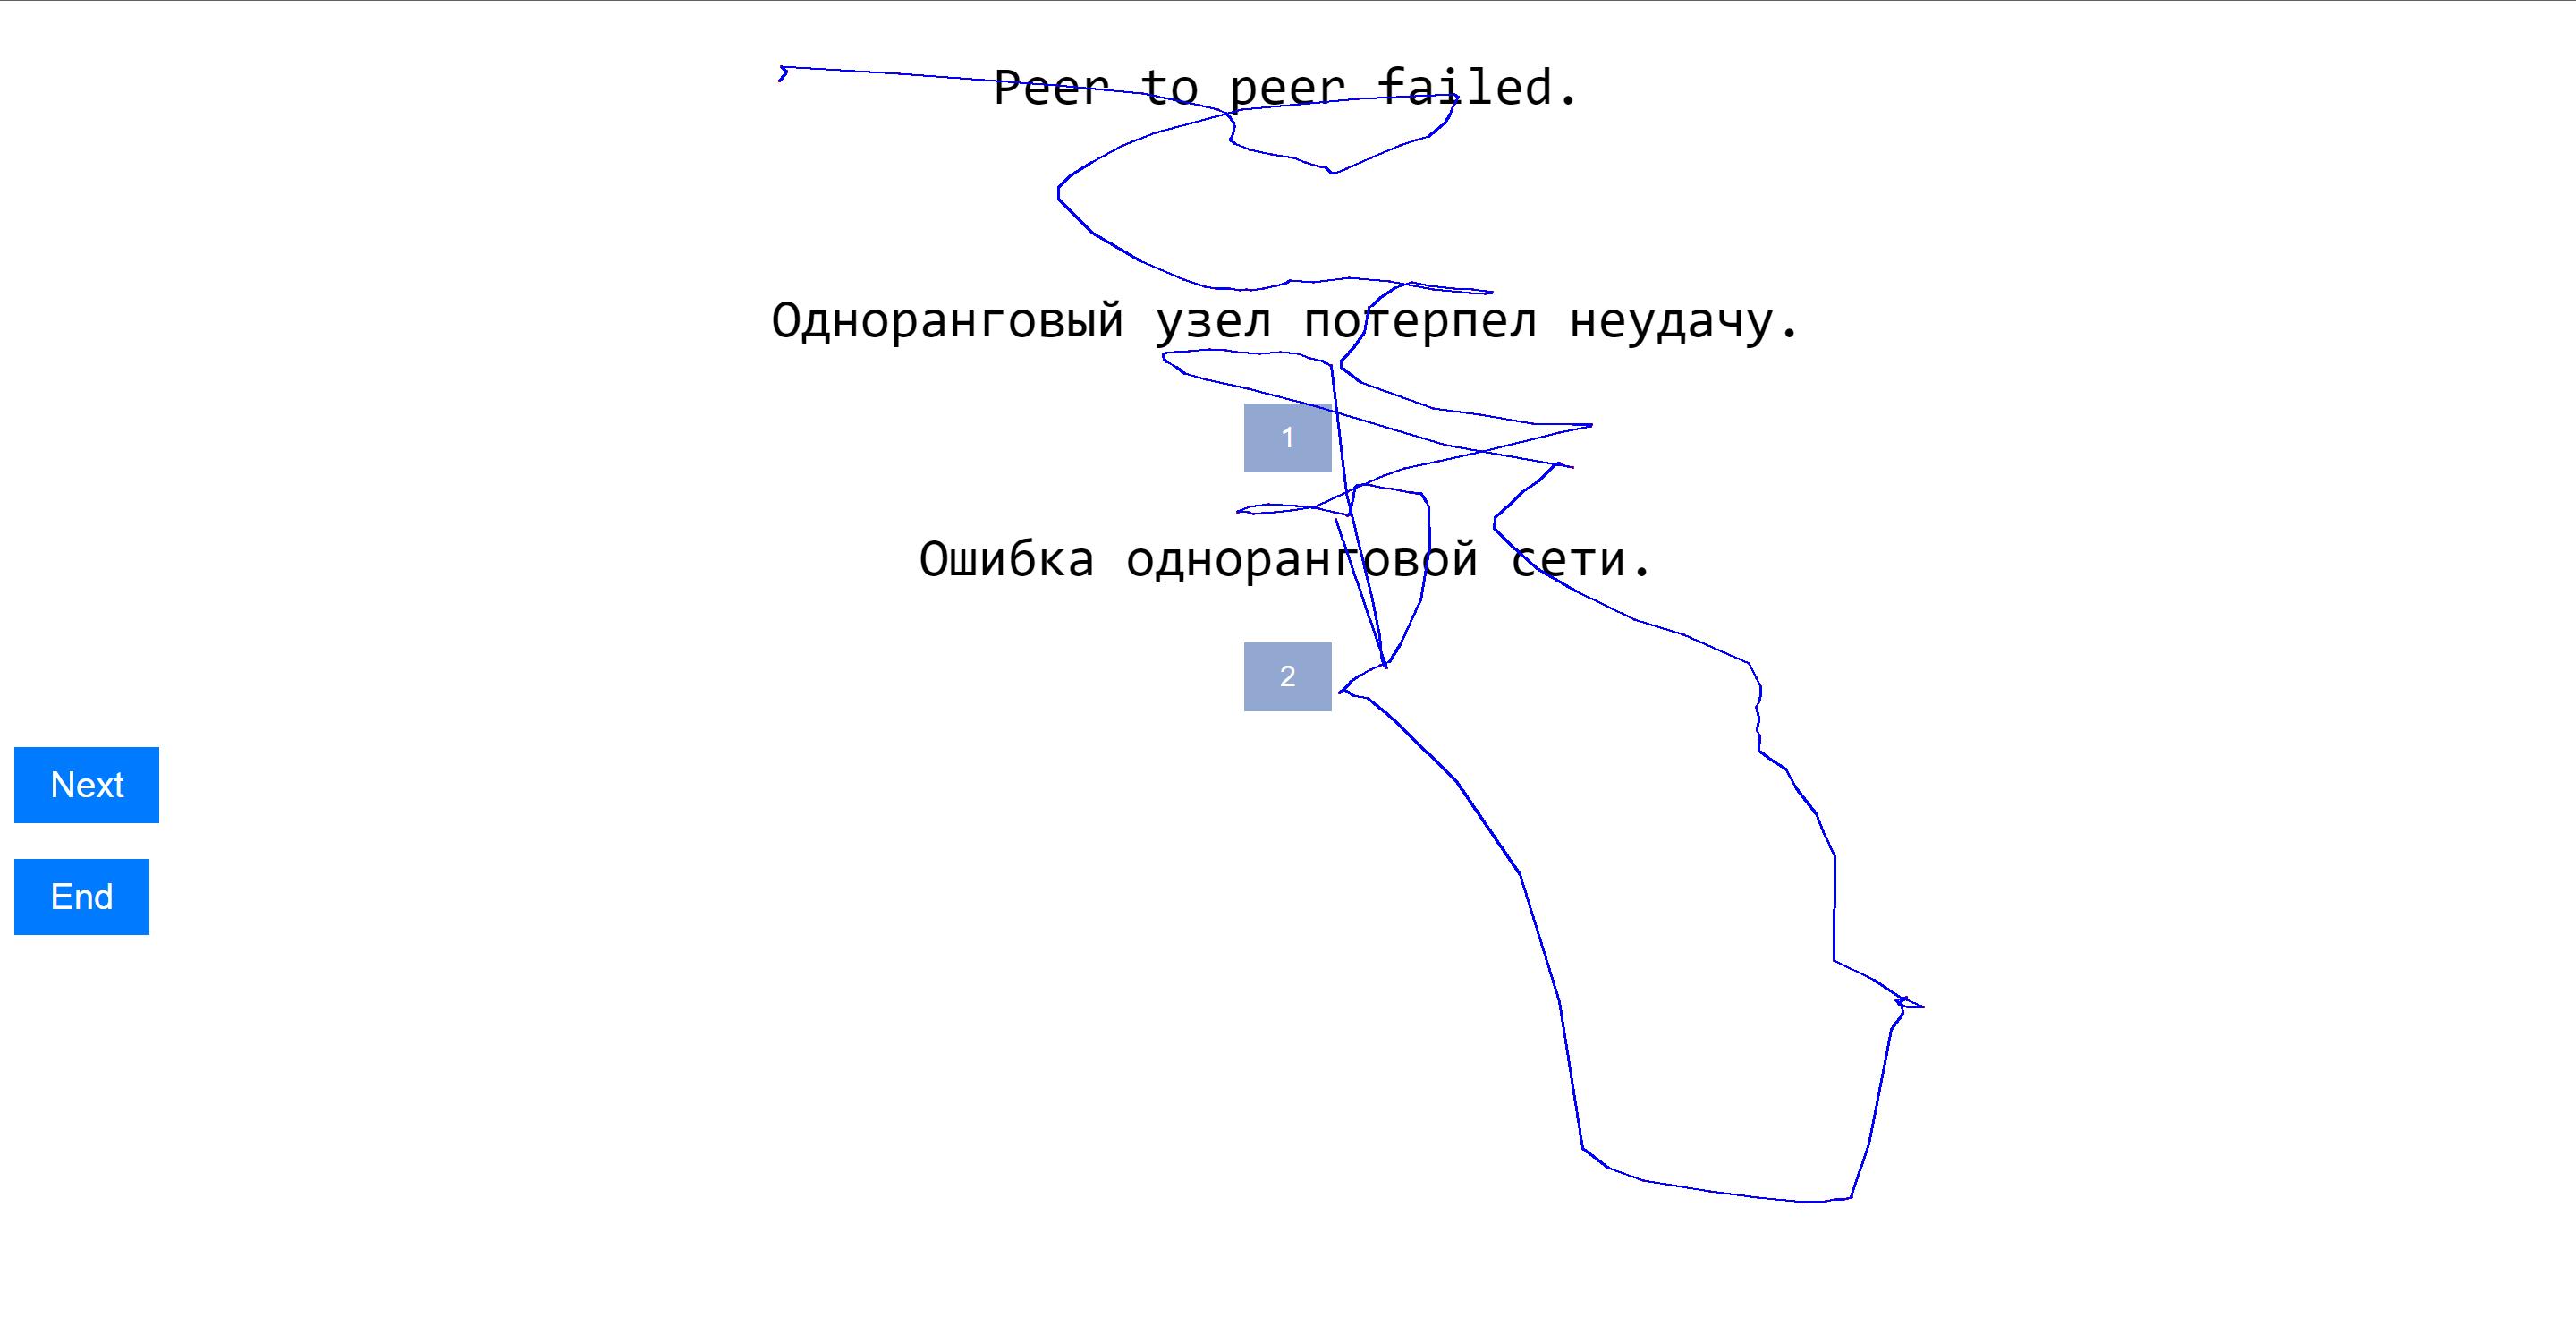 Peer to peer failed.
Одноранговый узел потерпел неудачу.
1
Ошибка одноранговой сети.
2
Next
End